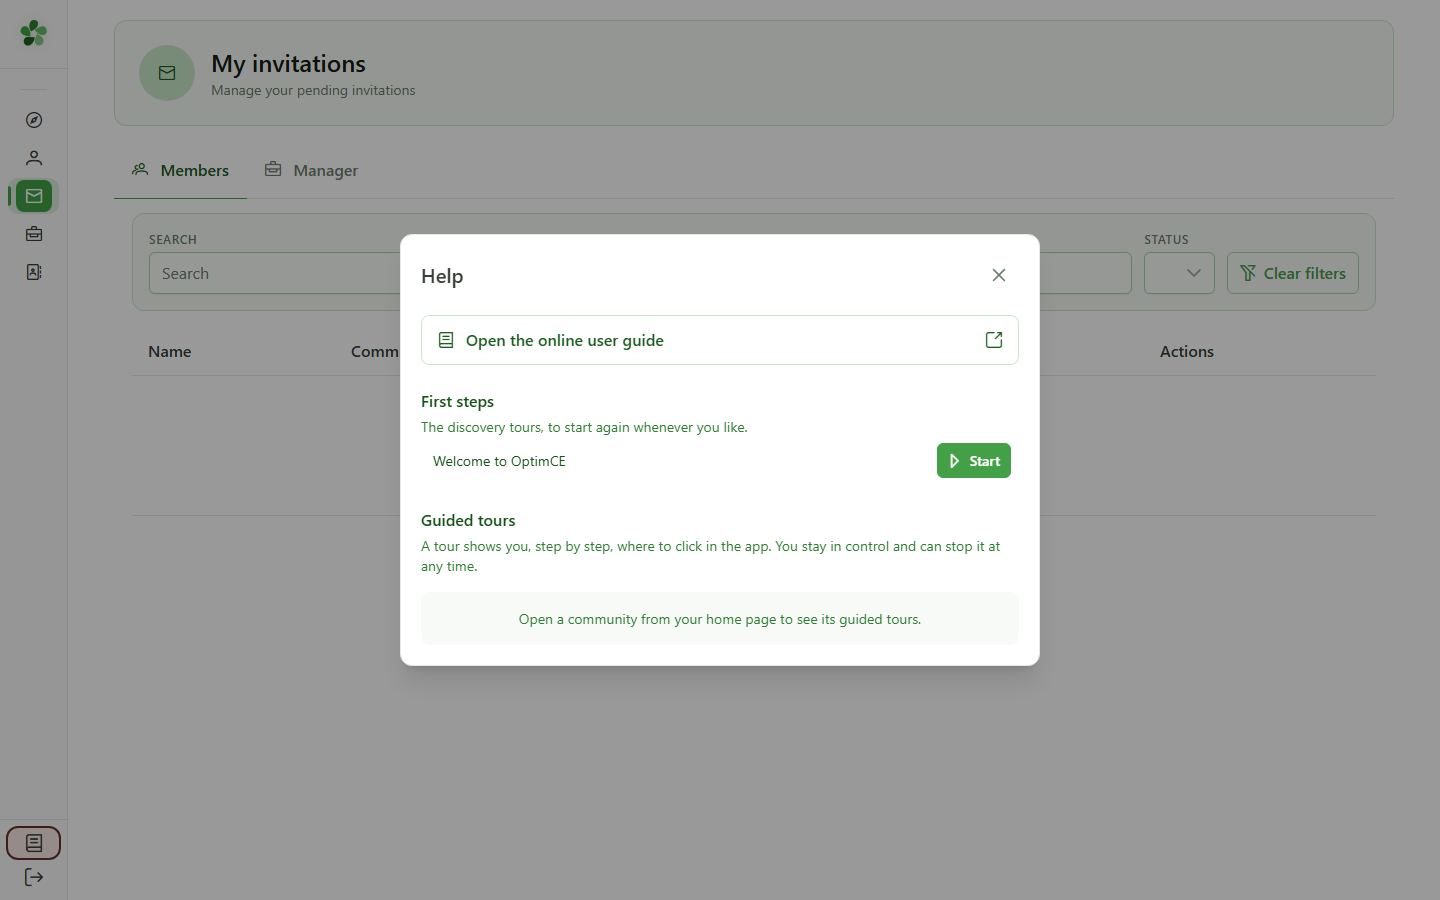 My invitations
Manage your pending invitations
Members
Manager
SEARCH
Search
STATUS
Clear filters
Name
Comm
Actions
Help
Open the online user guide
First steps
The discovery tours, to start again whenever you like.
Welcome to OptimCE
Start
Guided tours
A tour shows you, step by step, where to click in the app. You stay in control and can stop it at
any time.
Open a community from your home page to see its guided tours.